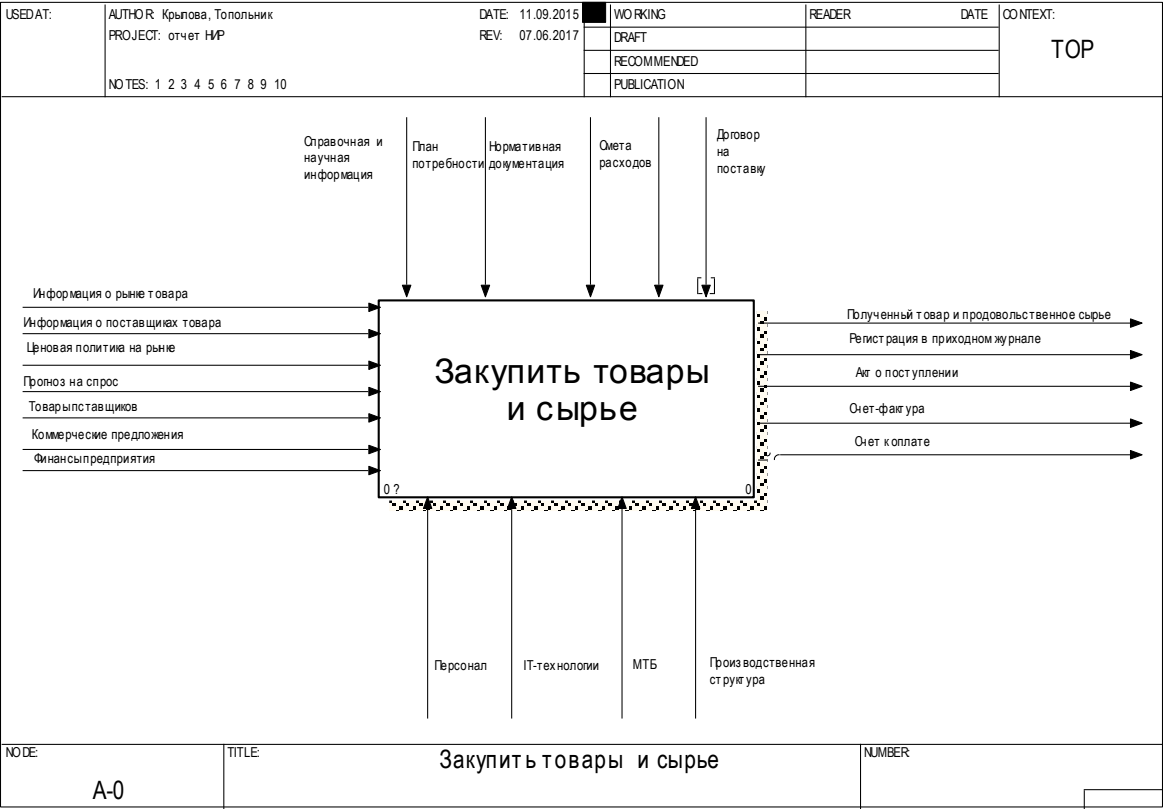 USED AT:
AUTHOR: Крылова, Топольник
DATE: 11.09.2015
WORKING
READER
DATE
CONTEXT:
PROJECT: отчет НИР
REV: 07.06.2017
DRAFT
TOP
RECOMMENDED
NOTES: 1 2 3 4 5 6 7 8 9 10
PUBLICATION
Справочная и
научная
информация
План
потребности
Нормативная
документация
Смета
расходов
Договор
на
поставку
Информация о рынке товара
Информация о поставщиках товара
Ценовая политика на рынке
Прогноз на спрос
Товары пставщиков
Коммерческие предложения
Финансы предприятия
Закупить товары
и сырье
0 ?
0
Полученный товар и продовольственное сырье
Регистрация в приходном журнале
Акт о поступлении
Счет-фактура
Счет к оплате
Персонал
IT-технологии
МТБ
Производственная
структура
NODE:
TITLE:
Закупить товары и сырье
NUMBER:
A-0